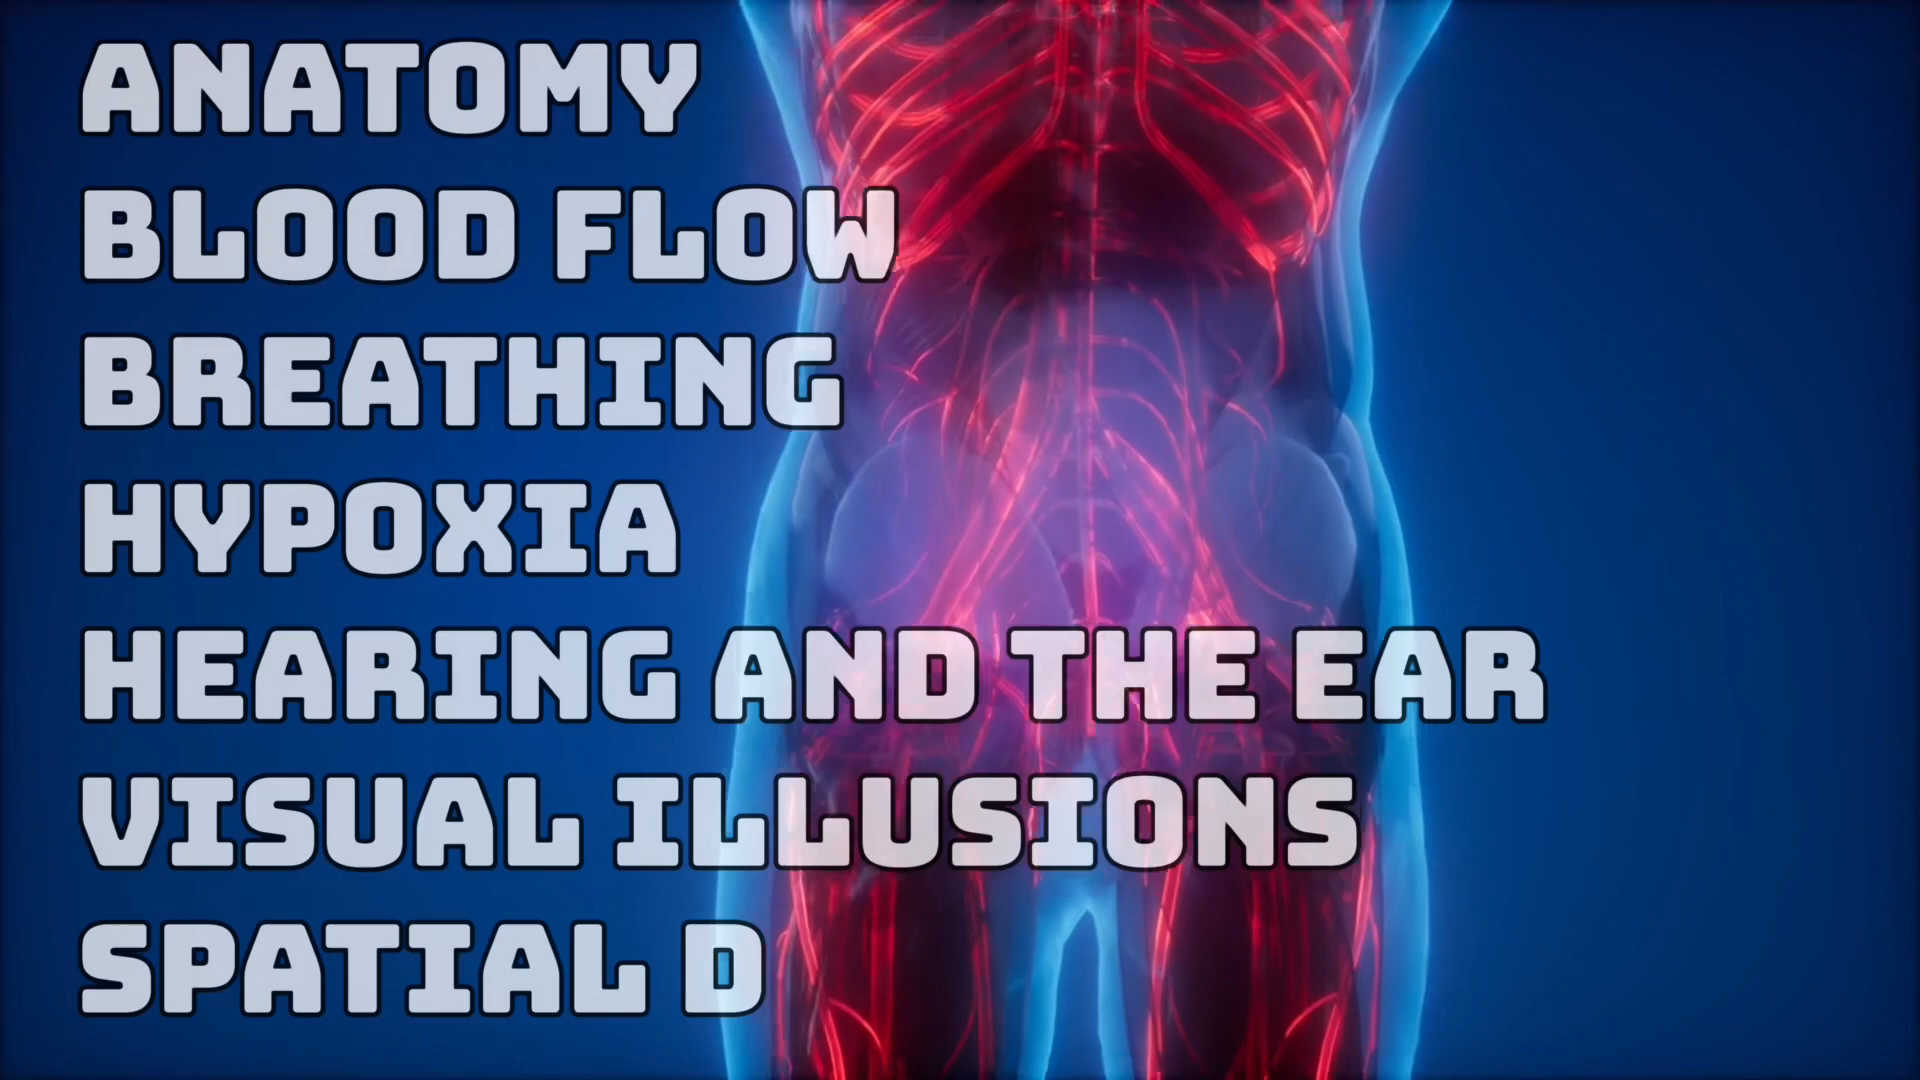 ANATOMY
BLOOD FLOW
BREATHING
HYPOXIA
HEARING AND THE EAR
VISUAL ILLUSIONS
SPATIAL D